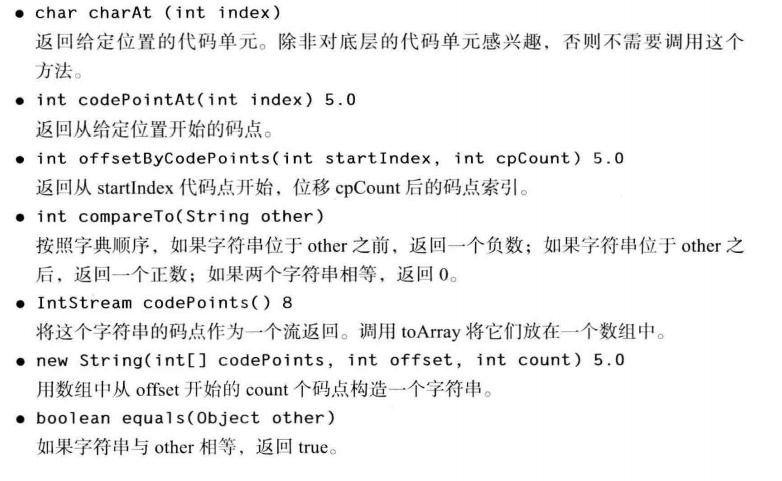 ● char charAt (int index)
返回给定位置的代码单元。除非对底层的代码单元感兴趣，否则不需要调用这个
方法。
● int codePointAt(int index) 5.0
返回从给定位置开始的码点。
● int offsetByCodePoints(int startIndex, int cpCount) 5.0
返回从 startIndex 代码点开始，位移 cpCount 后的码点索引。
● int compareTo(String other)
按照字典顺序，如果字符串位于 other 之前，返回一个负数；如果字符串位于 other 之
后，返回一个正数；如果两个字符串相等，返回 0。
● IntStream codePoints() 8
将这个字符串的码点作为一个流返回。调用 toArray 将它们放在一个数组中。
● new String(int[] codePoints, int offset, int count) 5.0
用数组中从 offset 开始的 count 个码点构造一个字符串。
● boolean equals(Object other)
如果字符串与 other 相等，返回 true。